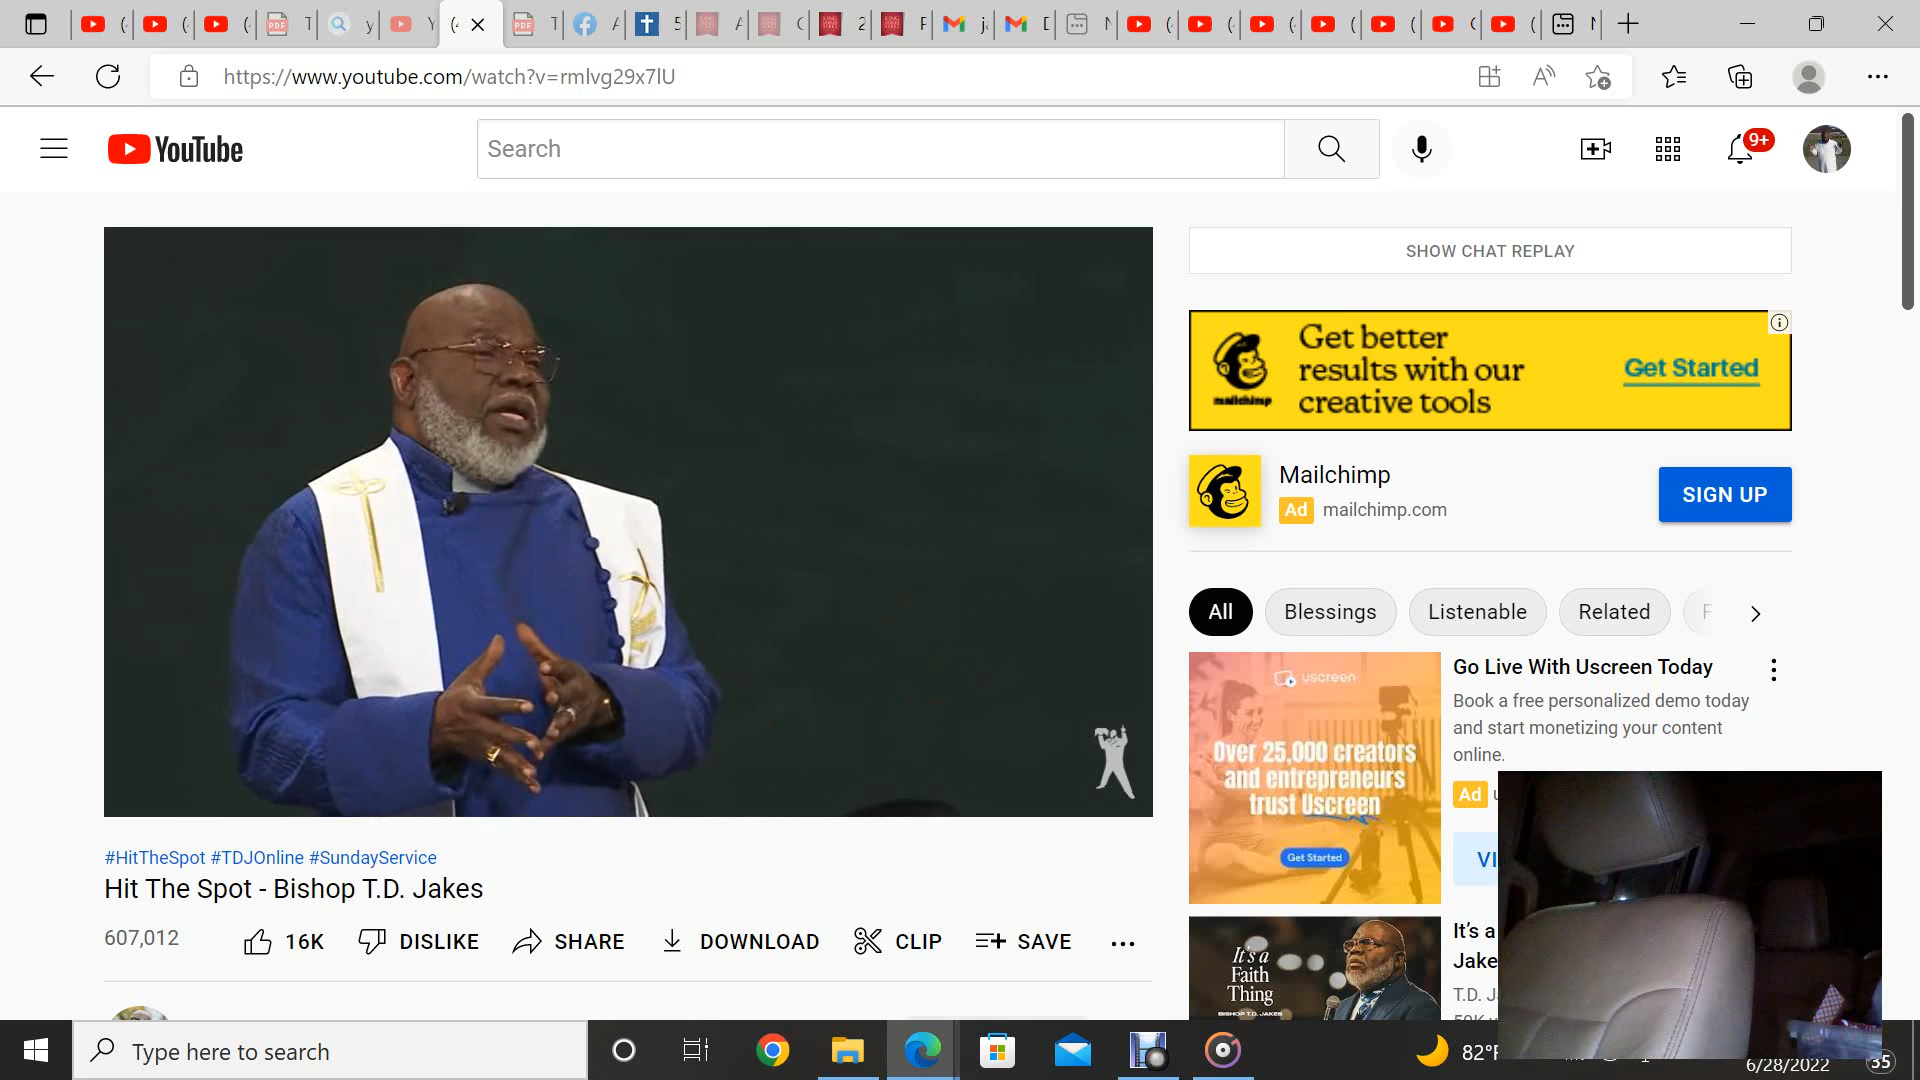 https://www.youtube.com/watch?v=rmlvg29x7lU
YouTube
Search
9+
SHOW CHAT REPLAY
Get better
results with our
creative tools
mailchimp
Get Started
Mailchimp
Ad mailchimp.com
SIGN UP
All
Blessings
Listenable
Related
uscreen
Over 25,000 creators
and entrepreneurs
trust Uscreen
Get Started
Go Live With Uscreen Today
Book a free personalized demo today
and start monetizing your content
online.
Ad
It's a
Faith
Thing
BISHOP T.D. JAKES
It's a
Jake
T.D. J
#HitTheSpot #TDJOnline #SundayService
Hit The Spot - Bishop T.D. Jakes
607,012
16K
DISLIKE
SHARE
DOWNLOAD
CLIP
SAVE
Type here to search
82°F
6/28/2022
35